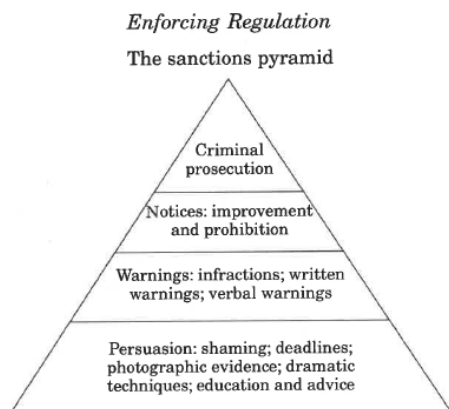 Enforcing Regulation
The sanctions pyramid
Criminal
prosecution
Notices: improvement
and prohibition
Warnings: infractions; written
warnings; verbal warnings
Persuasion: shaming; deadlines;
photographic evidence; dramatic
techniques; education and advice